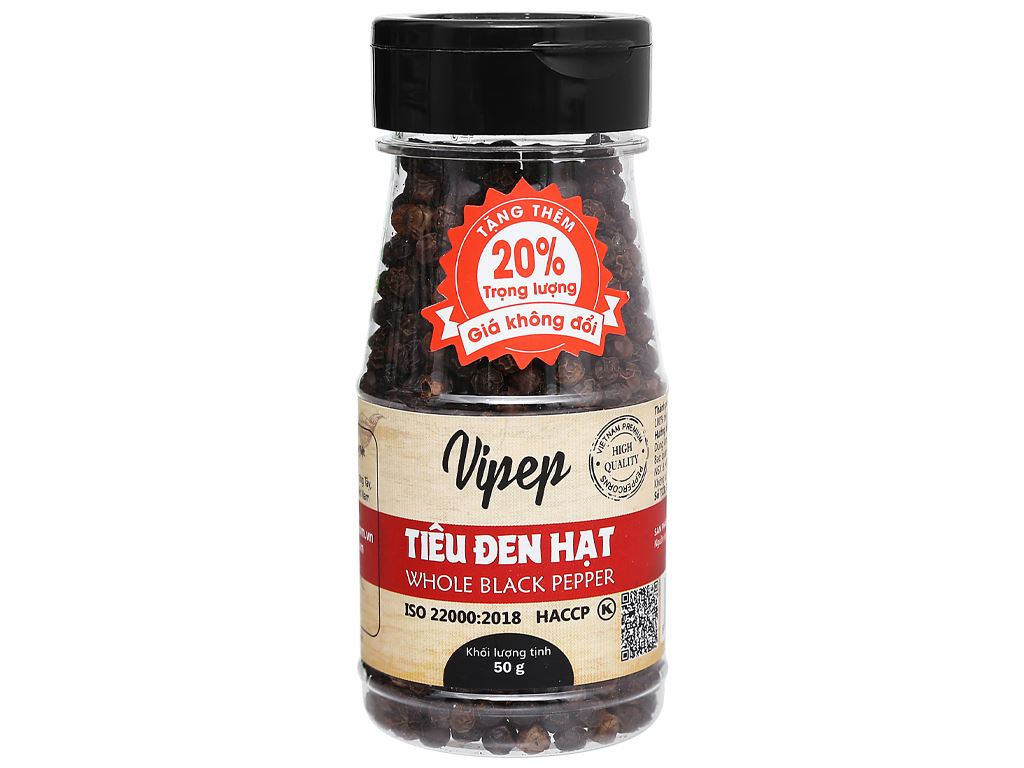 TẶNG THÊM
20%
Trọng lượng
Giá không đổi
Vipep
VIETNAM PREMIUM
HIGH
QUALITY
PEPPERCORNS
TIÊU ĐEN HẠT
WHOLE BLACK PEPPER
ISO 22000:2018 HACCP K
Khối lượng tịnh
50 g